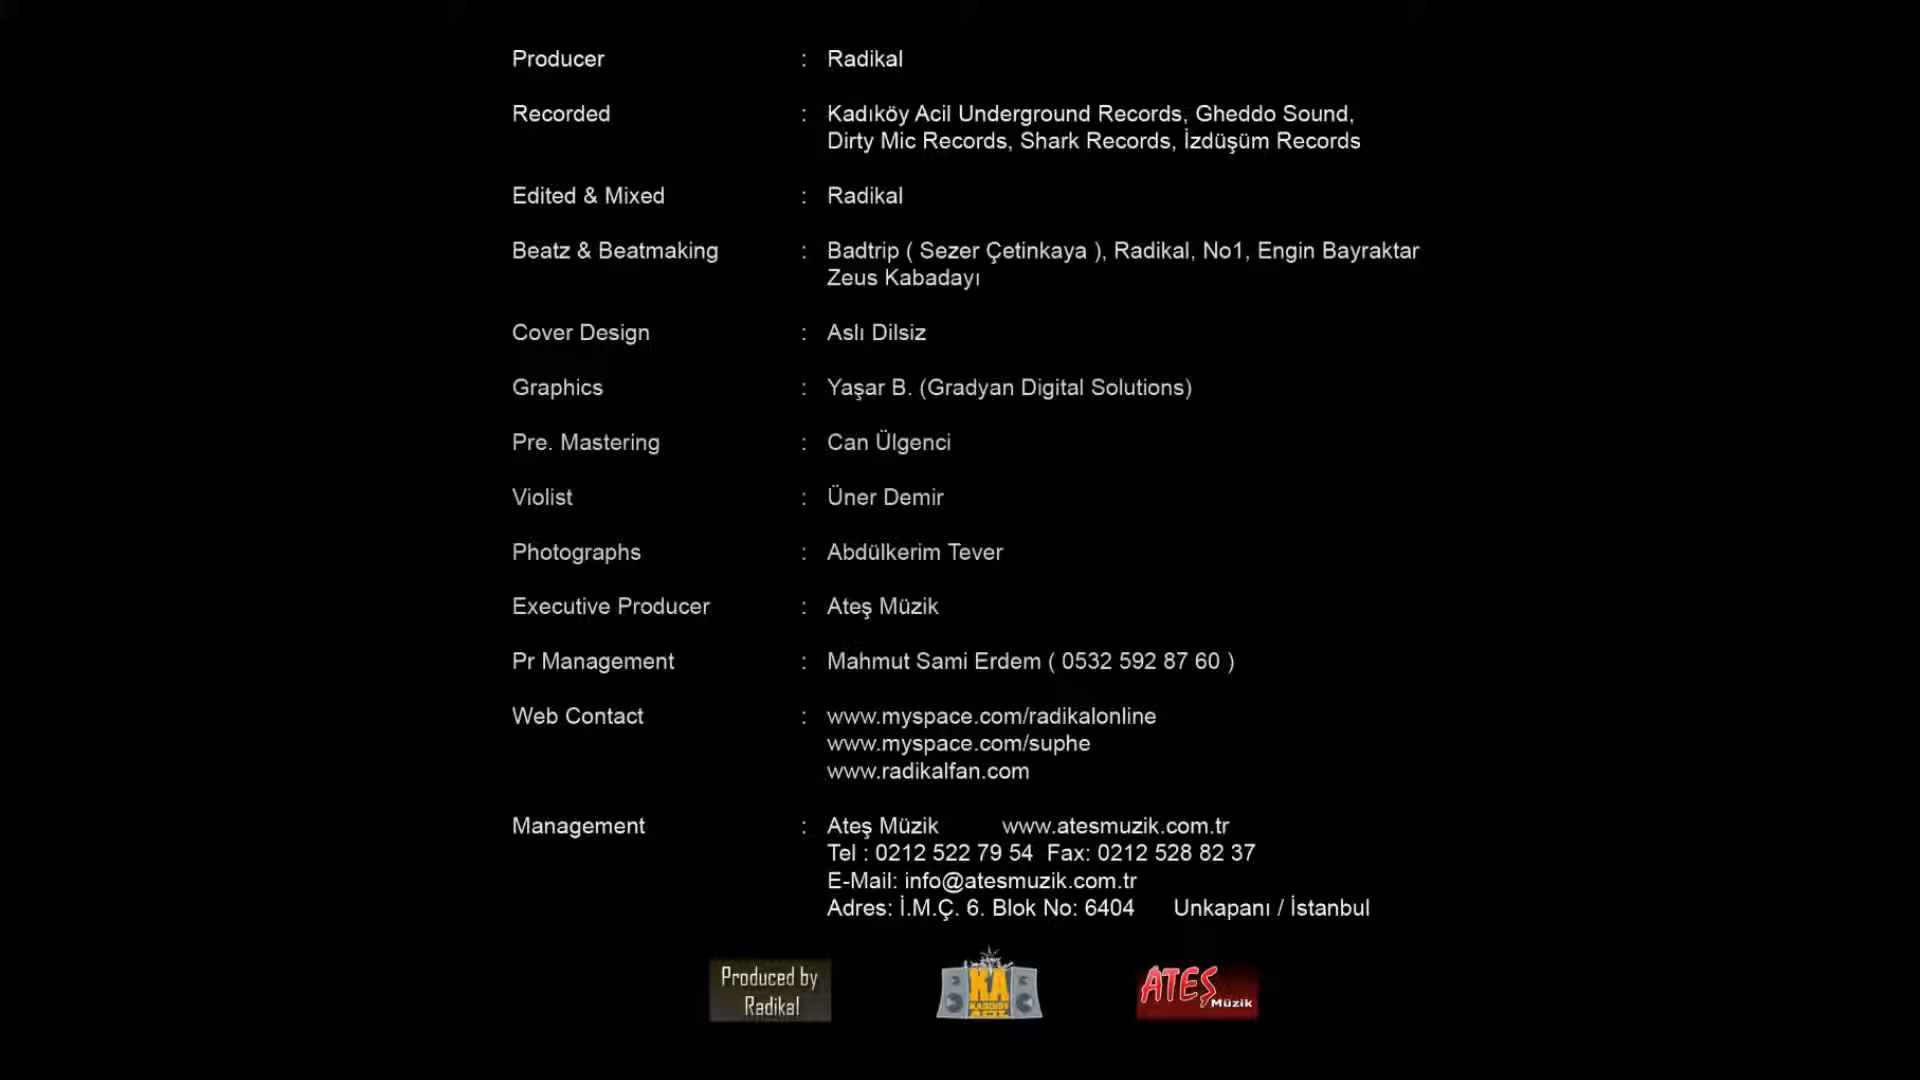 Producer : Radikal
Recorded : Kadıköy Acil Underground Records, Gheddo Sound,
Dirty Mic Records, Shark Records, İzdüşüm Records
Edited & Mixed : Radikal
Beatz & Beatmaking : Badtrip ( Sezer Çetinkaya ), Radikal, No1, Engin Bayraktar
Zeus Kabadayı
Cover Design : Aslı Dilsiz
Graphics : Yaşar B. (Gradyan Digital Solutions)
Pre. Mastering : Can Ülgenci
Violist : Üner Demir
Photographs : Abdülkerim Tever
Executive Producer : Ateş Müzik
Pr Management : Mahmut Sami Erdem ( 0532 592 87 60 )
Web Contact : www.myspace.com/radikalonline
www.myspace.com/suphe
www.radikalfan.com
Management : Ateş Müzik www.atesmuzik.com.tr
Tel : 0212 522 79 54 Fax: 0212 528 82 37
E-Mail: info@atesmuzik.com.tr
Adres: İ.M.Ç. 6. Blok No: 6404 Unkapanı / İstanbul
Produced by
Radikal
KA
KADIKÖY
ACİL
ATEŞ
Müzik